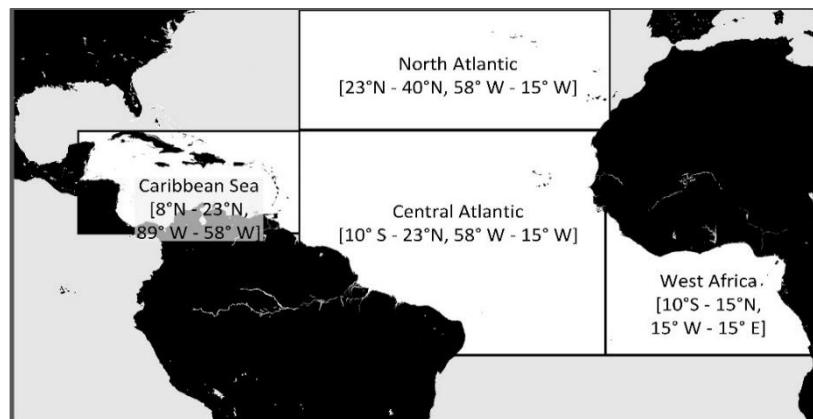 North Atlantic
[23°N - 40°N, 58° W - 15° W]
Caribbean Sea
[8°N - 23°N,
89° W - 58° W]
Central Atlantic
[10° S - 23°N, 58° W - 15° W]
West Africa
[10°S - 15°N,
15° W - 15° E]